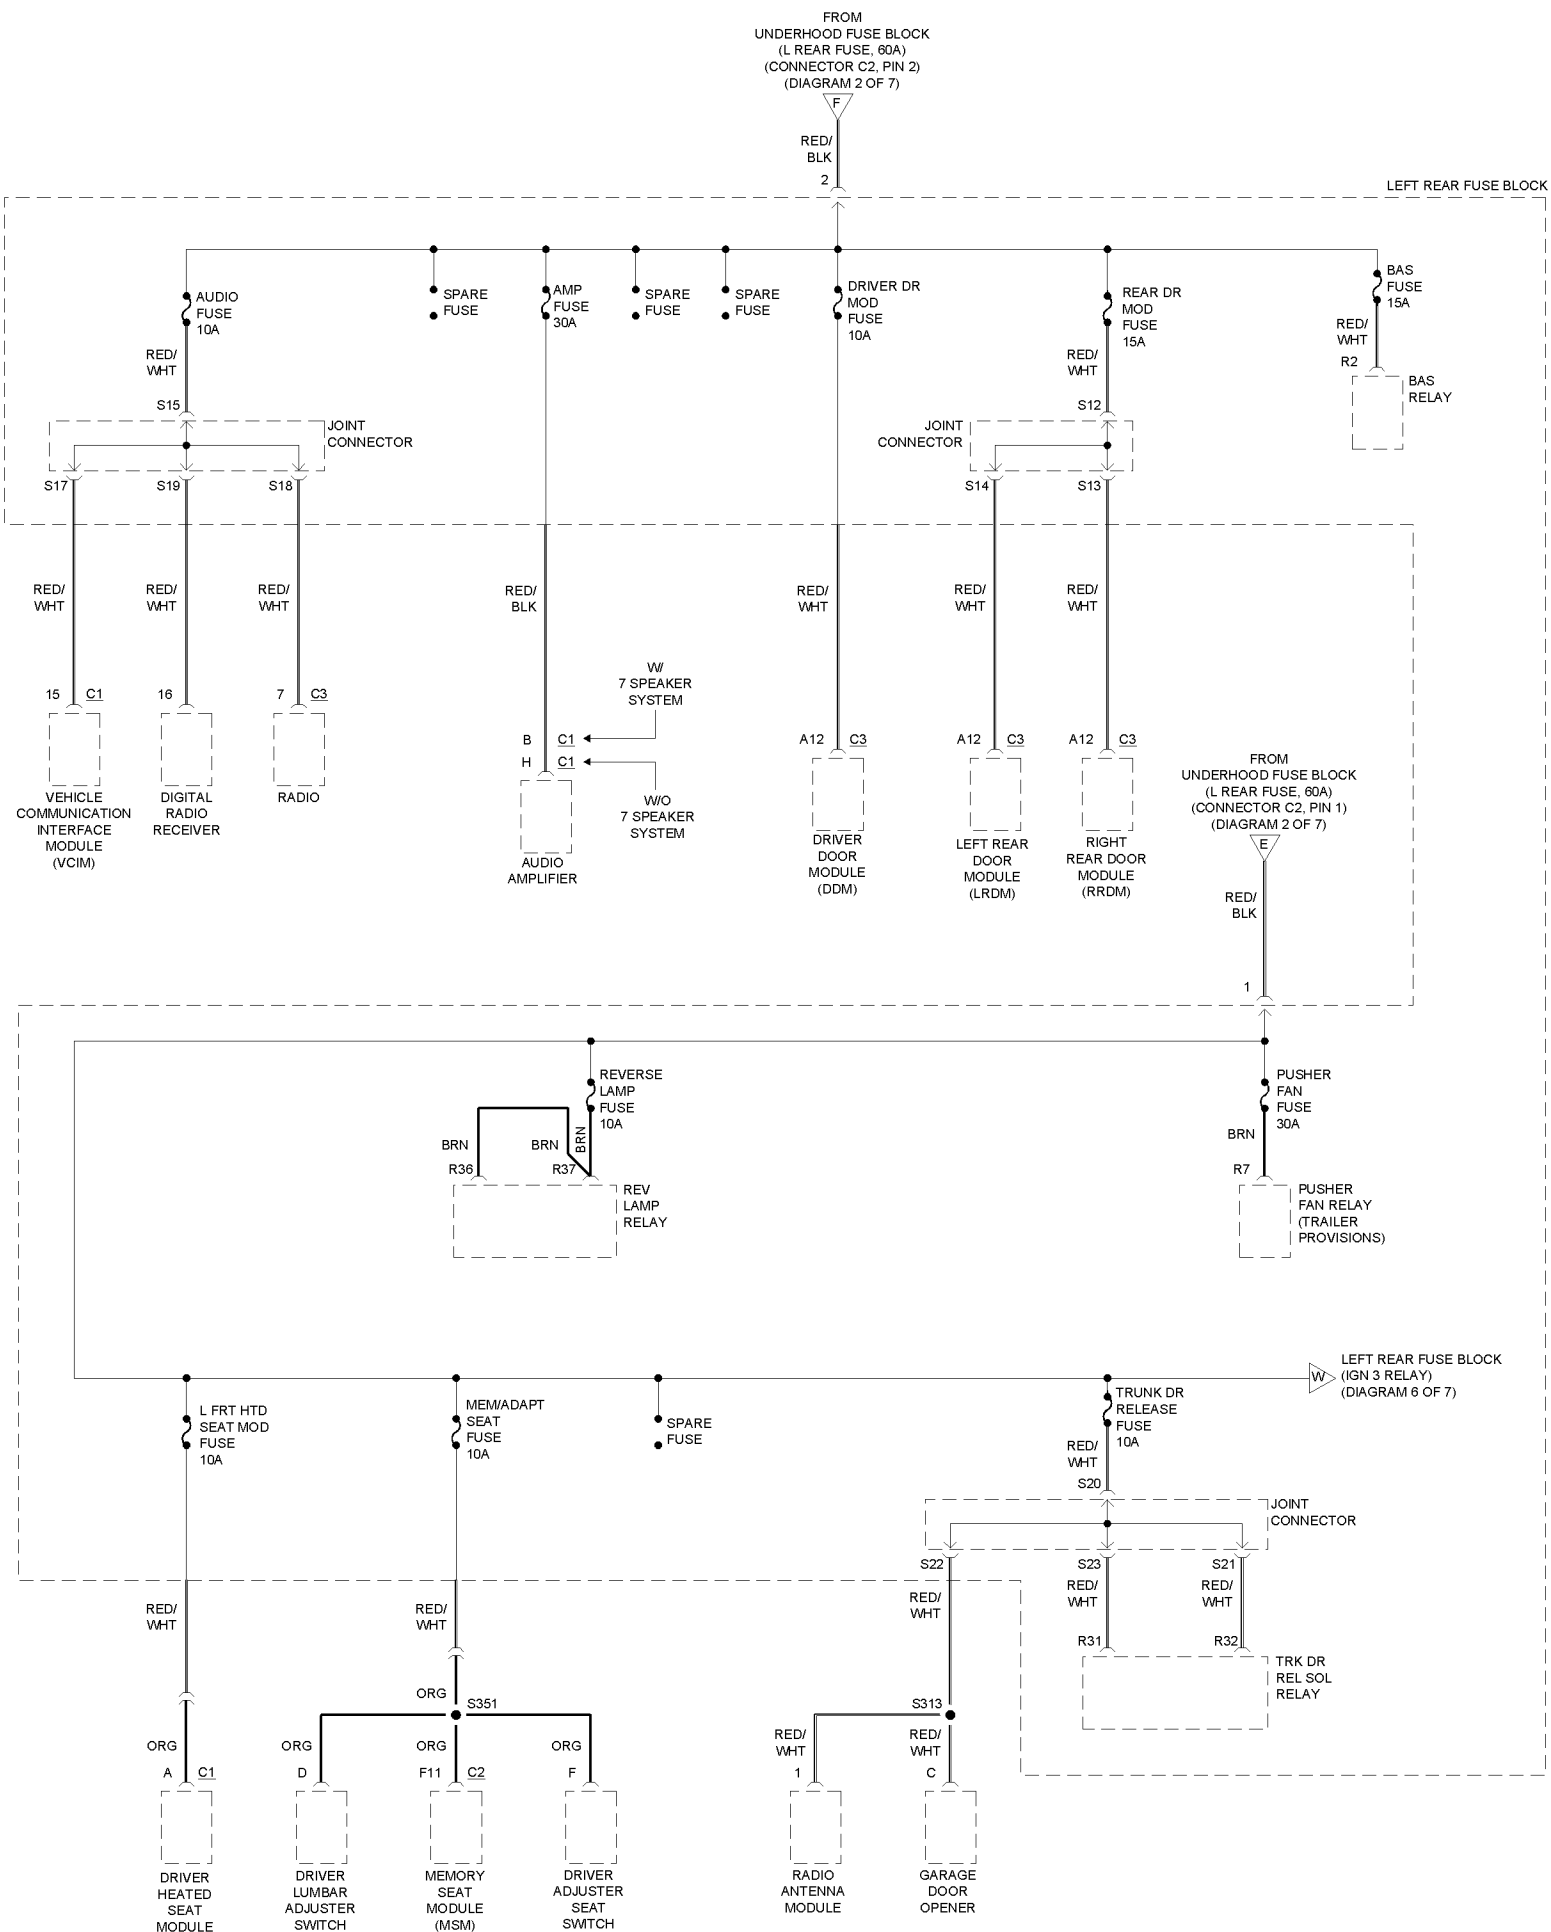 FROM
UNDERHOOD FUSE BLOCK
(L REAR FUSE, 60A)
(CONNECTOR C2, PIN 2)
(DIAGRAM 2 OF 7)
F
RED/
BLK
2
LEFT REAR FUSE BLOCK
AUDIO
FUSE
10A
SPARE
FUSE
AMP
FUSE
30A
SPARE
FUSE
SPARE
FUSE
DRIVER DR
MOD
FUSE
10A
REAR DR
MOD
FUSE
15A
BAS
FUSE
15A
RED/
WHT
RED/
WHT
RED/
WHT
R2
BAS
RELAY
S15
JOINT
CONNECTOR
S12
JOINT
CONNECTOR
S17
S19
S18
S14
S13
RED/
WHT
RED/
WHT
RED/
WHT
RED/
BLK
RED/
WHT
RED/
WHT
RED/
WHT
W/
7 SPEAKER
SYSTEM
15 C1
16
7 C3
B C1
H C1
W/O
7 SPEAKER
SYSTEM
A12 C3
A12 C3
A12 C3
VEHICLE
COMMUNICATION
INTERFACE
MODULE
(VCIM)
DIGITAL
RADIO
RECEIVER
RADIO
AUDIO
AMPLIFIER
DRIVER
DOOR
MODULE
(DDM)
LEFT REAR
DOOR
MODULE
(LRDM)
RIGHT
REAR DOOR
MODULE
(RRDM)
FROM
UNDERHOOD FUSE BLOCK
(L REAR FUSE, 60A)
(CONNECTOR C2, PIN 1)
(DIAGRAM 2 OF 7)
E
RED/
BLK
1
REVERSE
LAMP
FUSE
10A
PUSHER
FAN
FUSE
30A
BRN
BRN
BRN
BRN
R36
R37
R7
REV
LAMP
RELAY
PUSHER
FAN RELAY
(TRAILER
PROVISIONS)
W
LEFT REAR FUSE BLOCK
(IGN 3 RELAY)
(DIAGRAM 6 OF 7)
L FRT HTD
SEAT MOD
FUSE
10A
MEM/ADAPT
SEAT
FUSE
10A
SPARE
FUSE
TRUNK DR
RELEASE
FUSE
10A
RED/
WHT
S20
JOINT
CONNECTOR
S22
S23
S21
RED/
WHT
RED/
WHT
RED/
WHT
RED/
WHT
RED/
WHT
R31
R32
TRK DR
REL SOL
RELAY
ORG
S351
S313
ORG
ORG
ORG
ORG
RED/
WHT
RED/
WHT
A C1
D
F11 C2
F
1
C
DRIVER
HEATED
SEAT
MODULE
DRIVER
LUMBAR
ADJUSTER
SWITCH
MEMORY
SEAT
MODULE
(MSM)
DRIVER
ADJUSTER
SEAT
SWITCH
RADIO
ANTENNA
MODULE
GARAGE
DOOR
OPENER